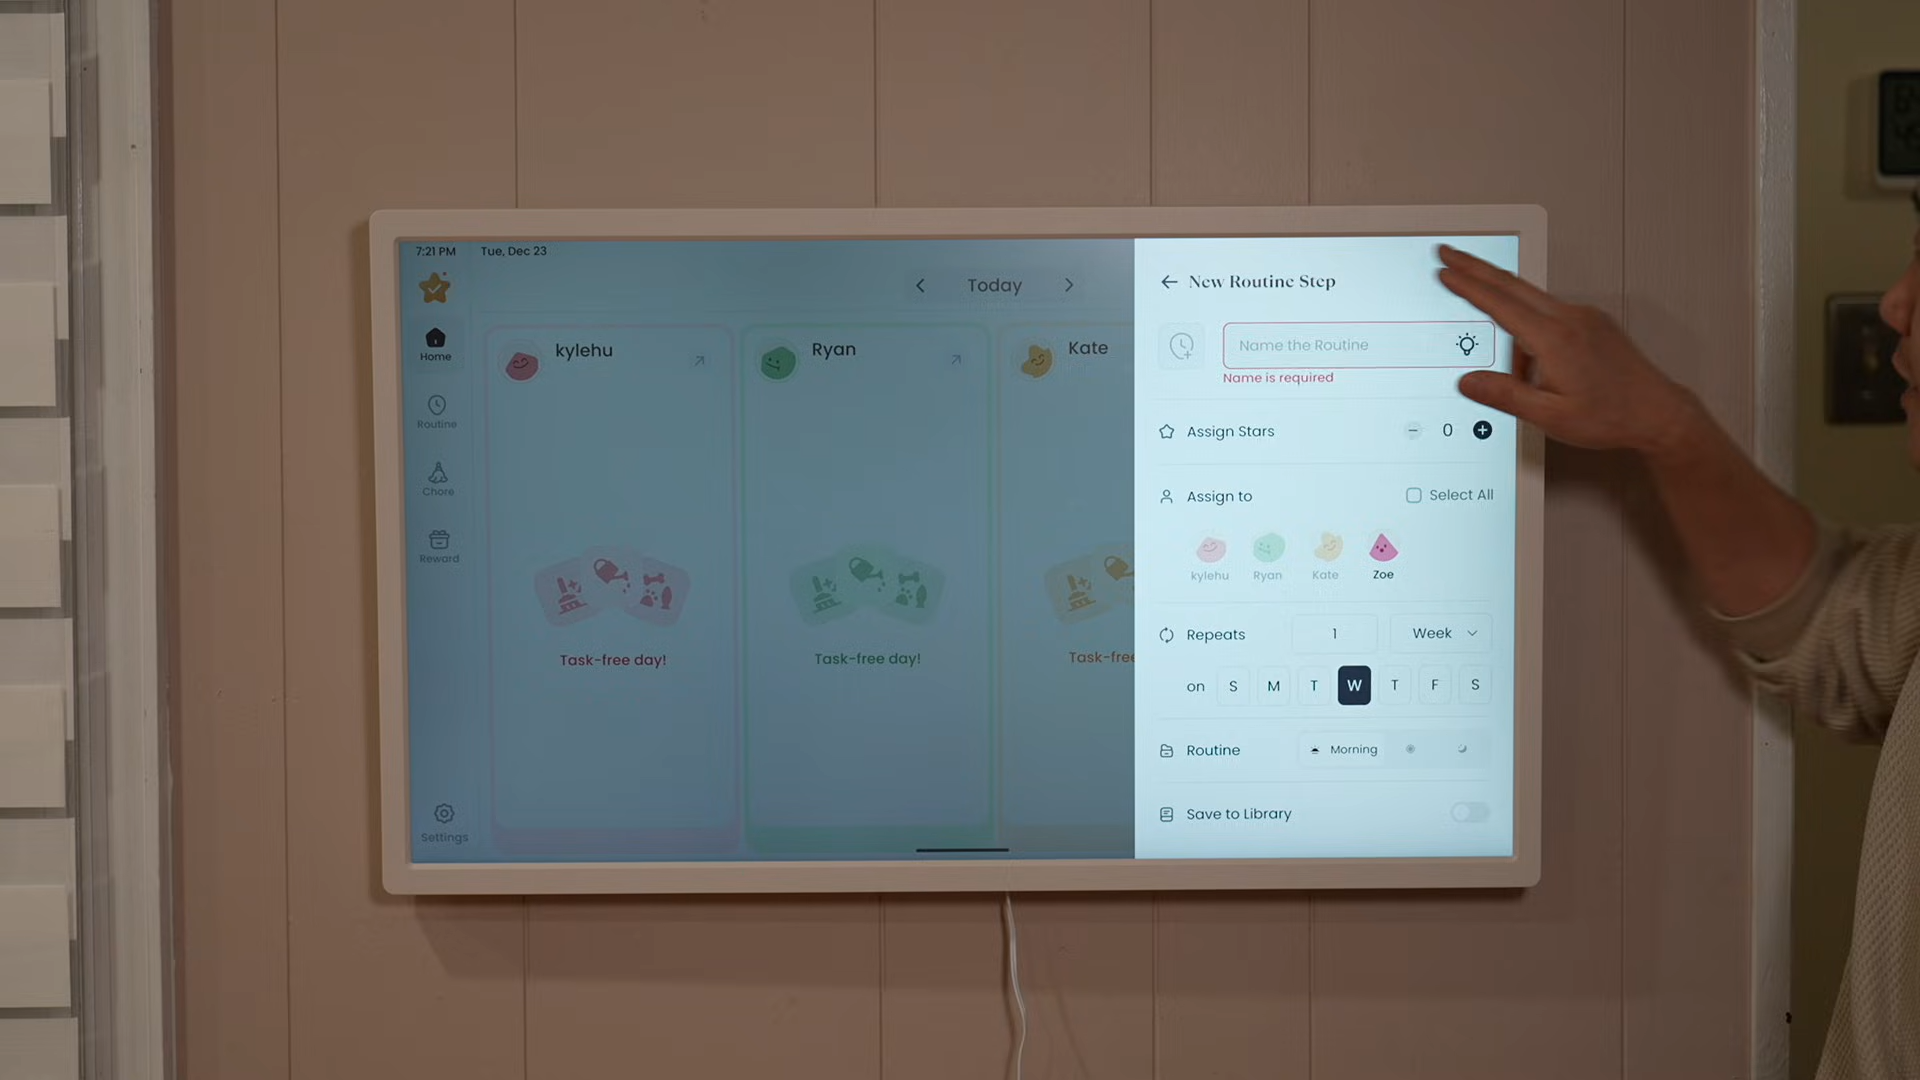 7:21 PM Tue, Dec 23
Today
Home
Routine
Chore
Reward
Settings
kylehu
Task-free day!
Ryan
Task-free day!
Kate
Task-free
New Routine Step
Name the Routine
Name is required
Assign Stars 0
Assign to Select All
kylehu Ryan Kate Zoe
Repeats 1 Week
on S M T W T F S
Routine Morning
Save to Library